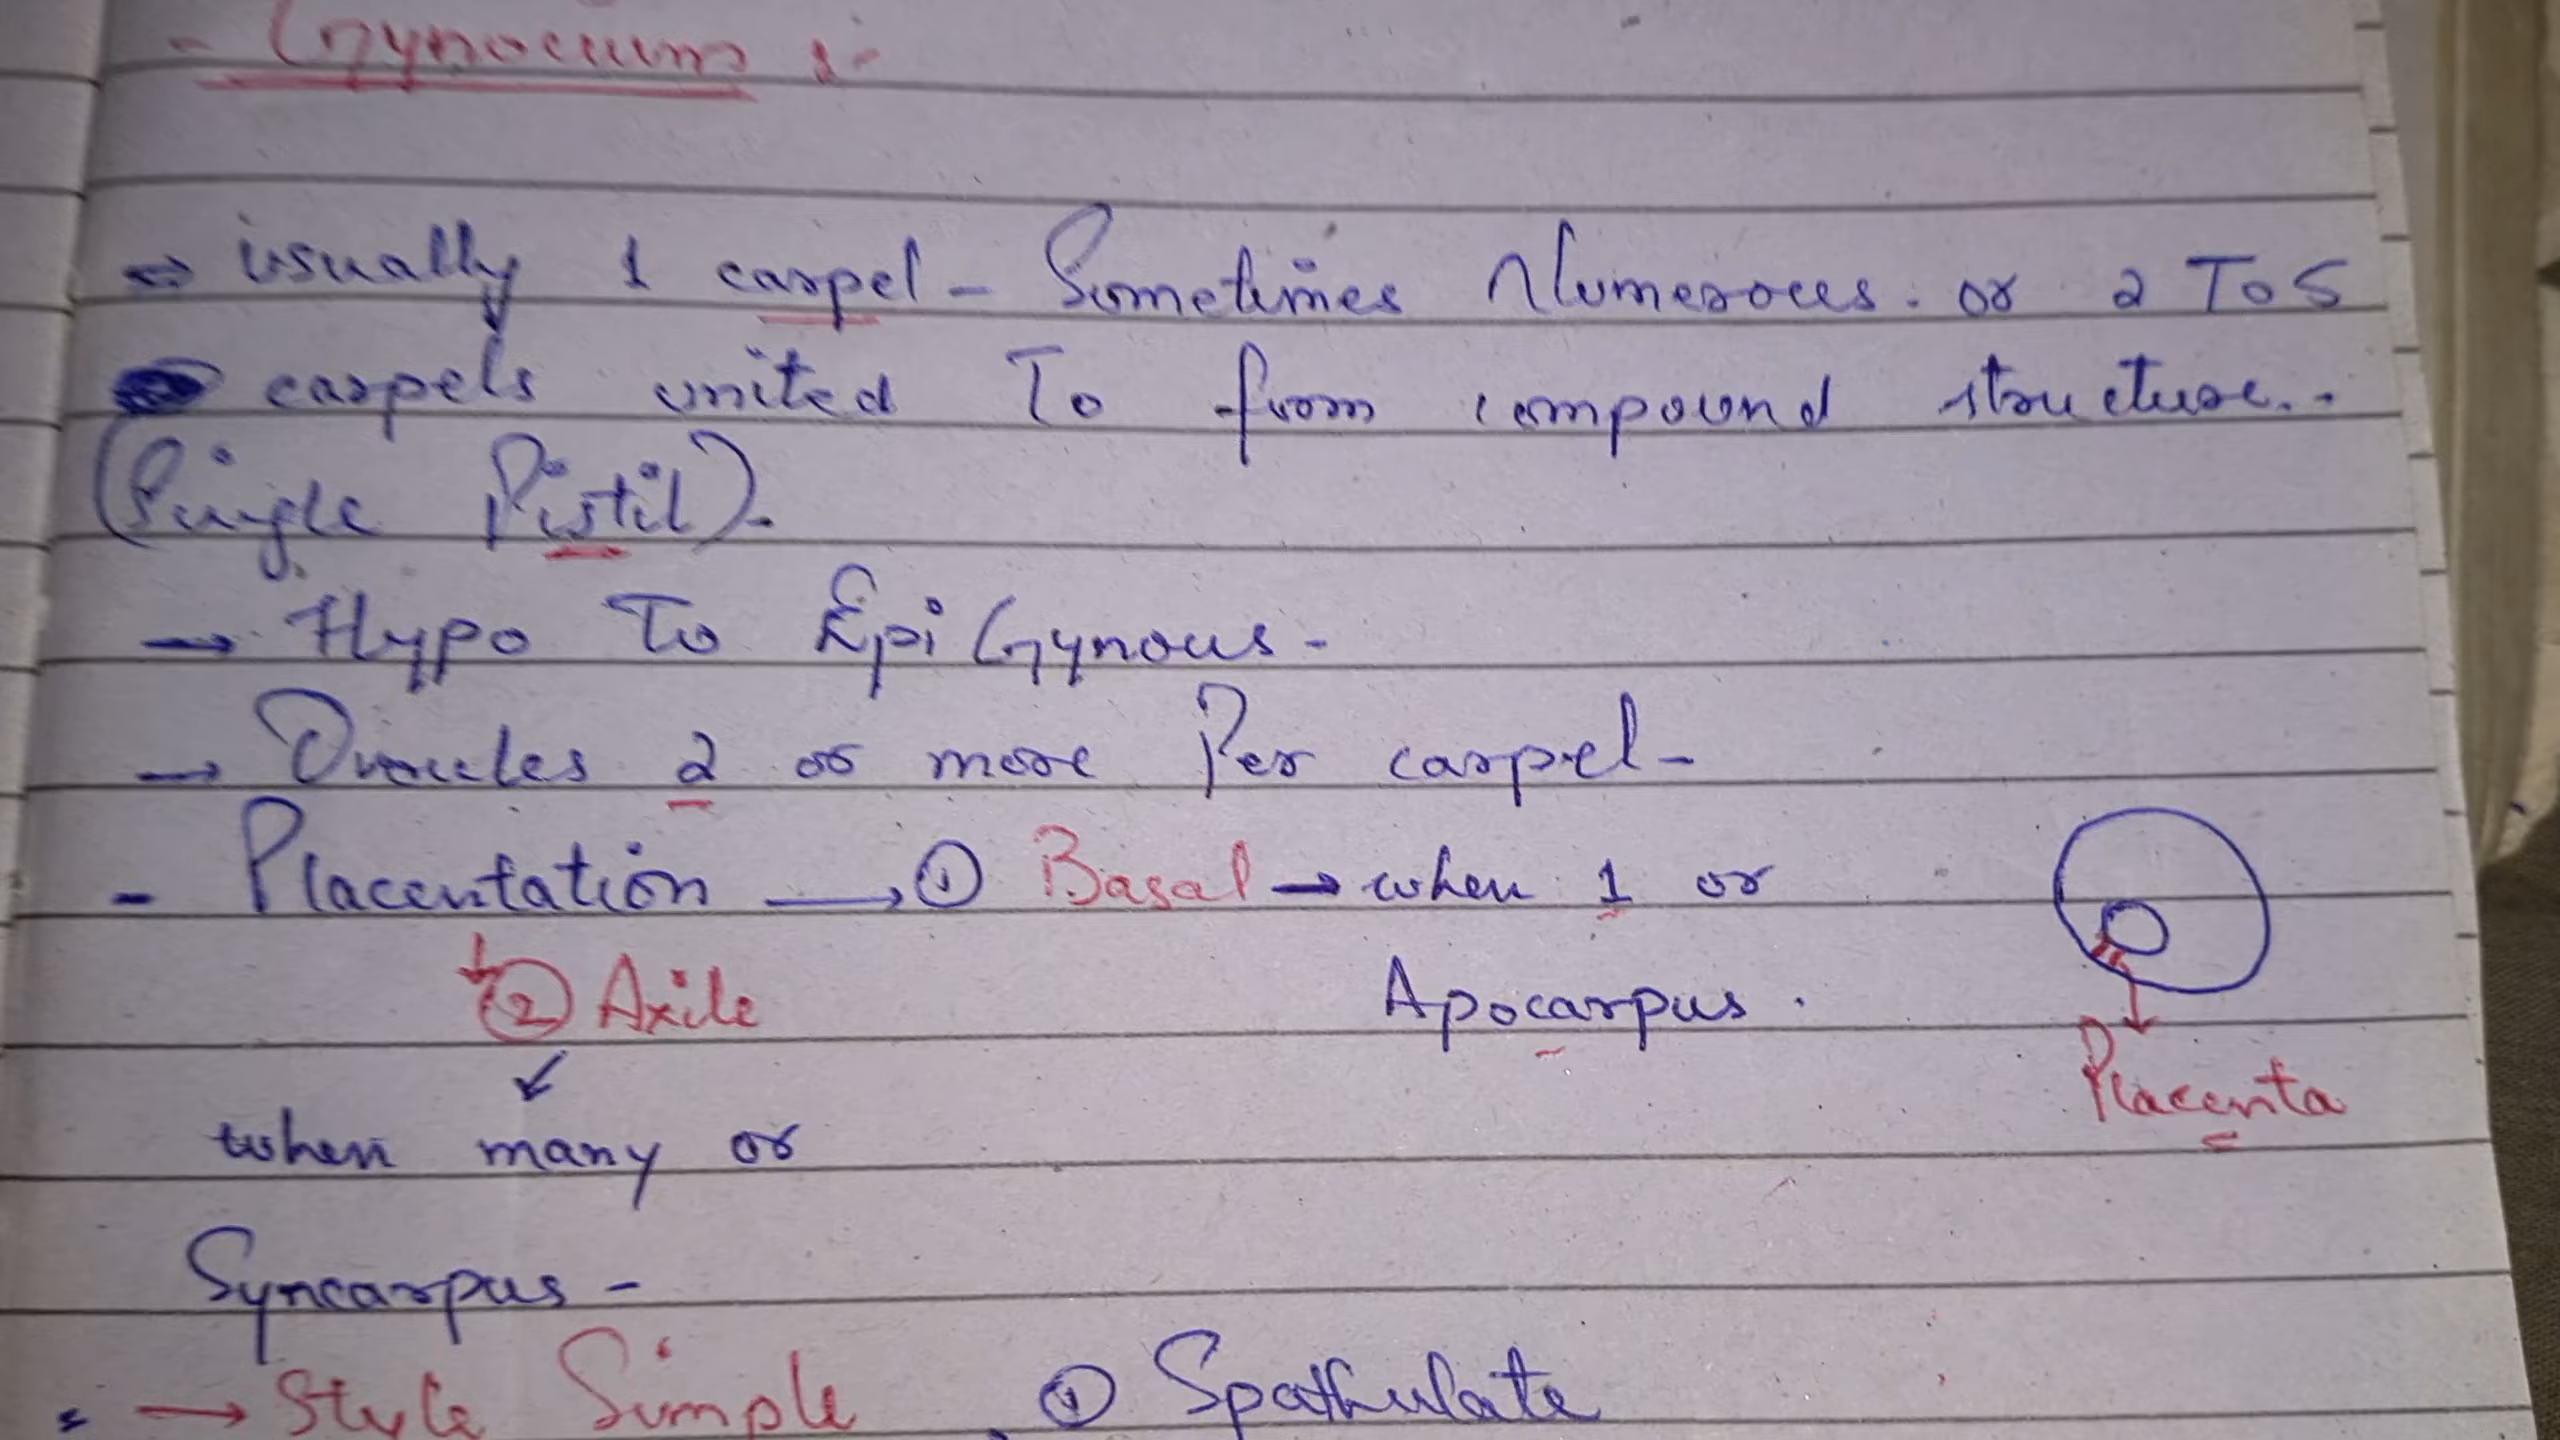 - Gynocium :-
⇒ usually 1 carpel - Sometimes Numerous. or 2 To 5
carpels united To from compound structure..
(Single Pistil).
→ Hypo To Epi Gynous -
→ Ovules 2 or more Per carpel -
- Placentation → ① Basal → when 1 or
② Axile Apocarpus .
Placenta
when many or
Syncarpus -
→ Style Simple ① Spathulate